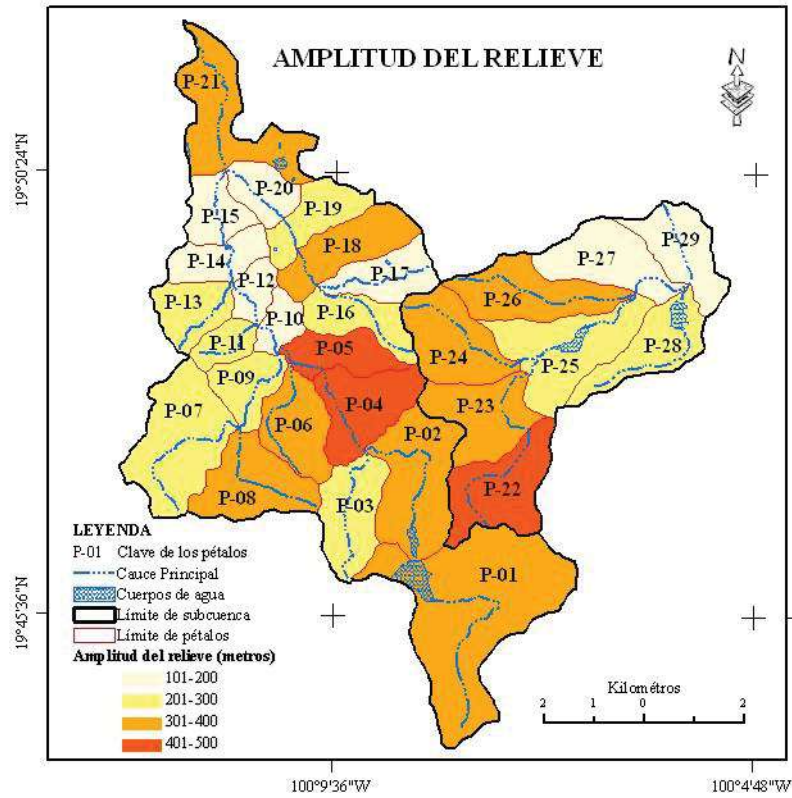 AMPLITUD DEL RELIEVE
N
19°50'24"N
19°45'36"N
P-21
P-20
P-19
P-15
P-18
P-14
P-12
P-17
P-27
P-29
P-13
P-10
P-16
P-26
P-11
P-05
P-24
P-25
P-28
P-09
P-07
P-04
P-23
P-06
P-02
P-08
P-03
P-22
P-01
LEYENDA
P-01 Clave de los pétalos
Cauce Principal
Cuerpos de agua
Límite de subcuenca
Límite de pétalos
Amplitud del relieve (metros)
101-200
201-300
301-400
401-500
Kilométros
2 1 0 2
100°9'36"W
100°4'48"W